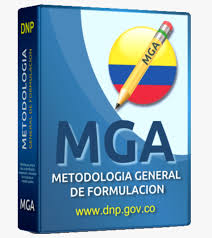 DNP
METODOLOGIA
GENERAL DE FORMULACION
MGA
MGA
MGA
METODOLOGIA GENERAL
DE FORMULACION
www.dnp.gov.co